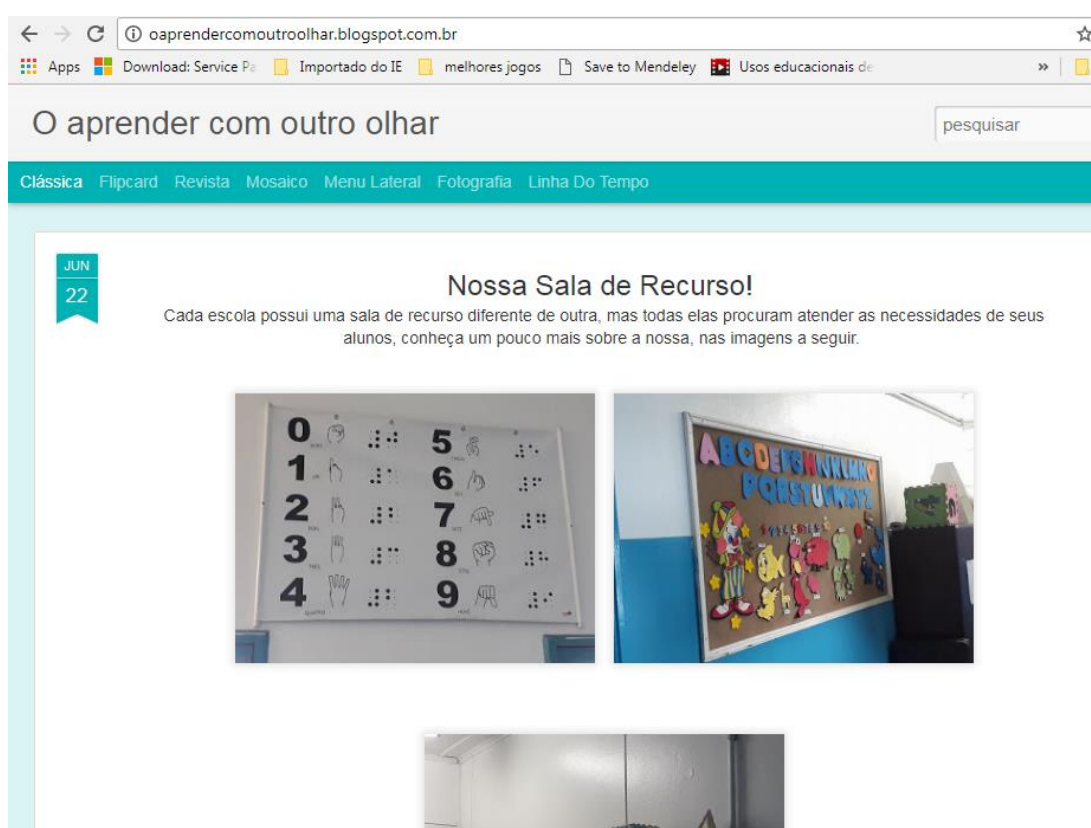 oaprendercomoutroolhar.blogspot.com.br
Apps Download: Service Pa Importado do IE melhores jogos Save to Mendeley Usos educacionais de »
O aprender com outro olhar
pesquisar
Clássica Flipcard Revista Mosaico Menu Lateral Fotografia Linha Do Tempo
JUN
22
Nossa Sala de Recurso!
Cada escola possui uma sala de recurso diferente de outra, mas todas elas procuram atender as necessidades de seus
alunos, conheça um pouco mais sobre a nossa, nas imagens a seguir.
0 5
1 6
2 7
3 8
4 9
QUATRO